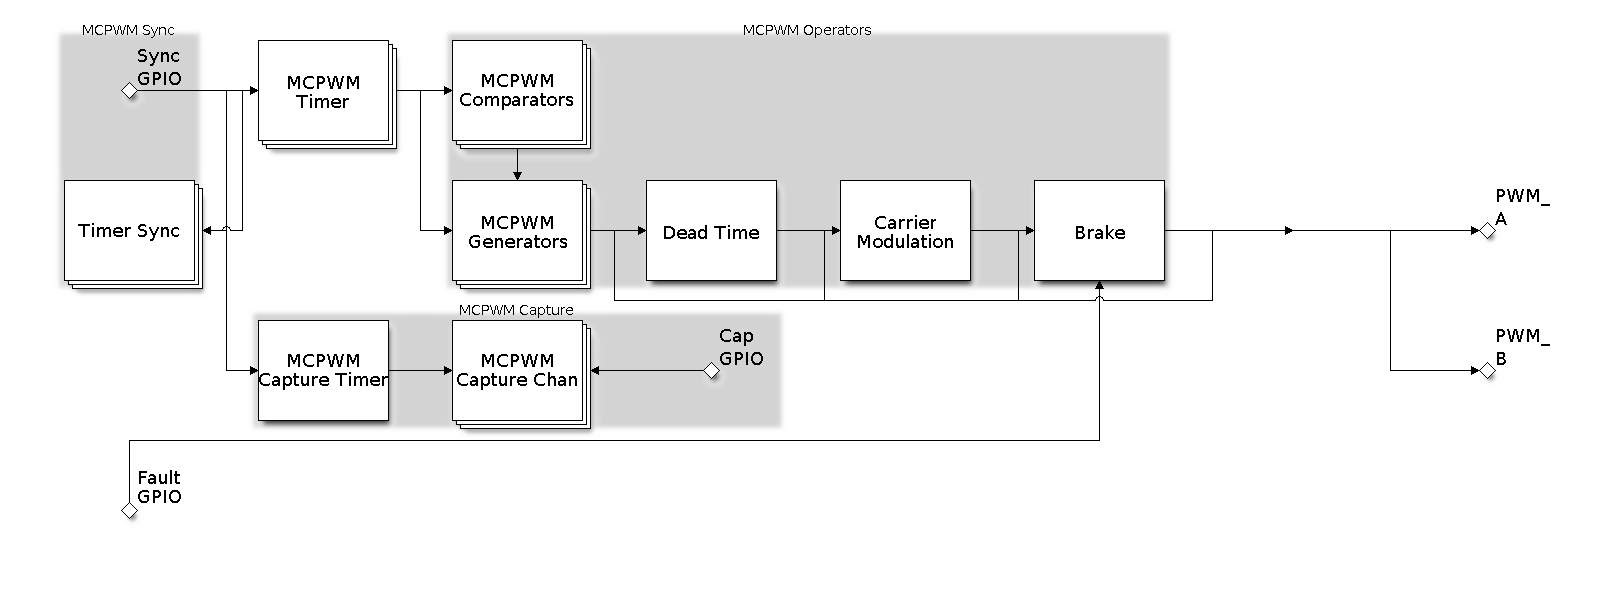 MCPWM Sync
MCPWM Operators
Sync
GPIO
MCPWM
Timer
MCPWM
Comparators
Timer Sync
MCPWM
Generators
Dead Time
Carrier
Modulation
Brake
PWM_
A
MCPWM Capture
MCPWM
Capture Timer
MCPWM
Capture Chan
Cap
GPIO
PWM_
B
Fault
GPIO